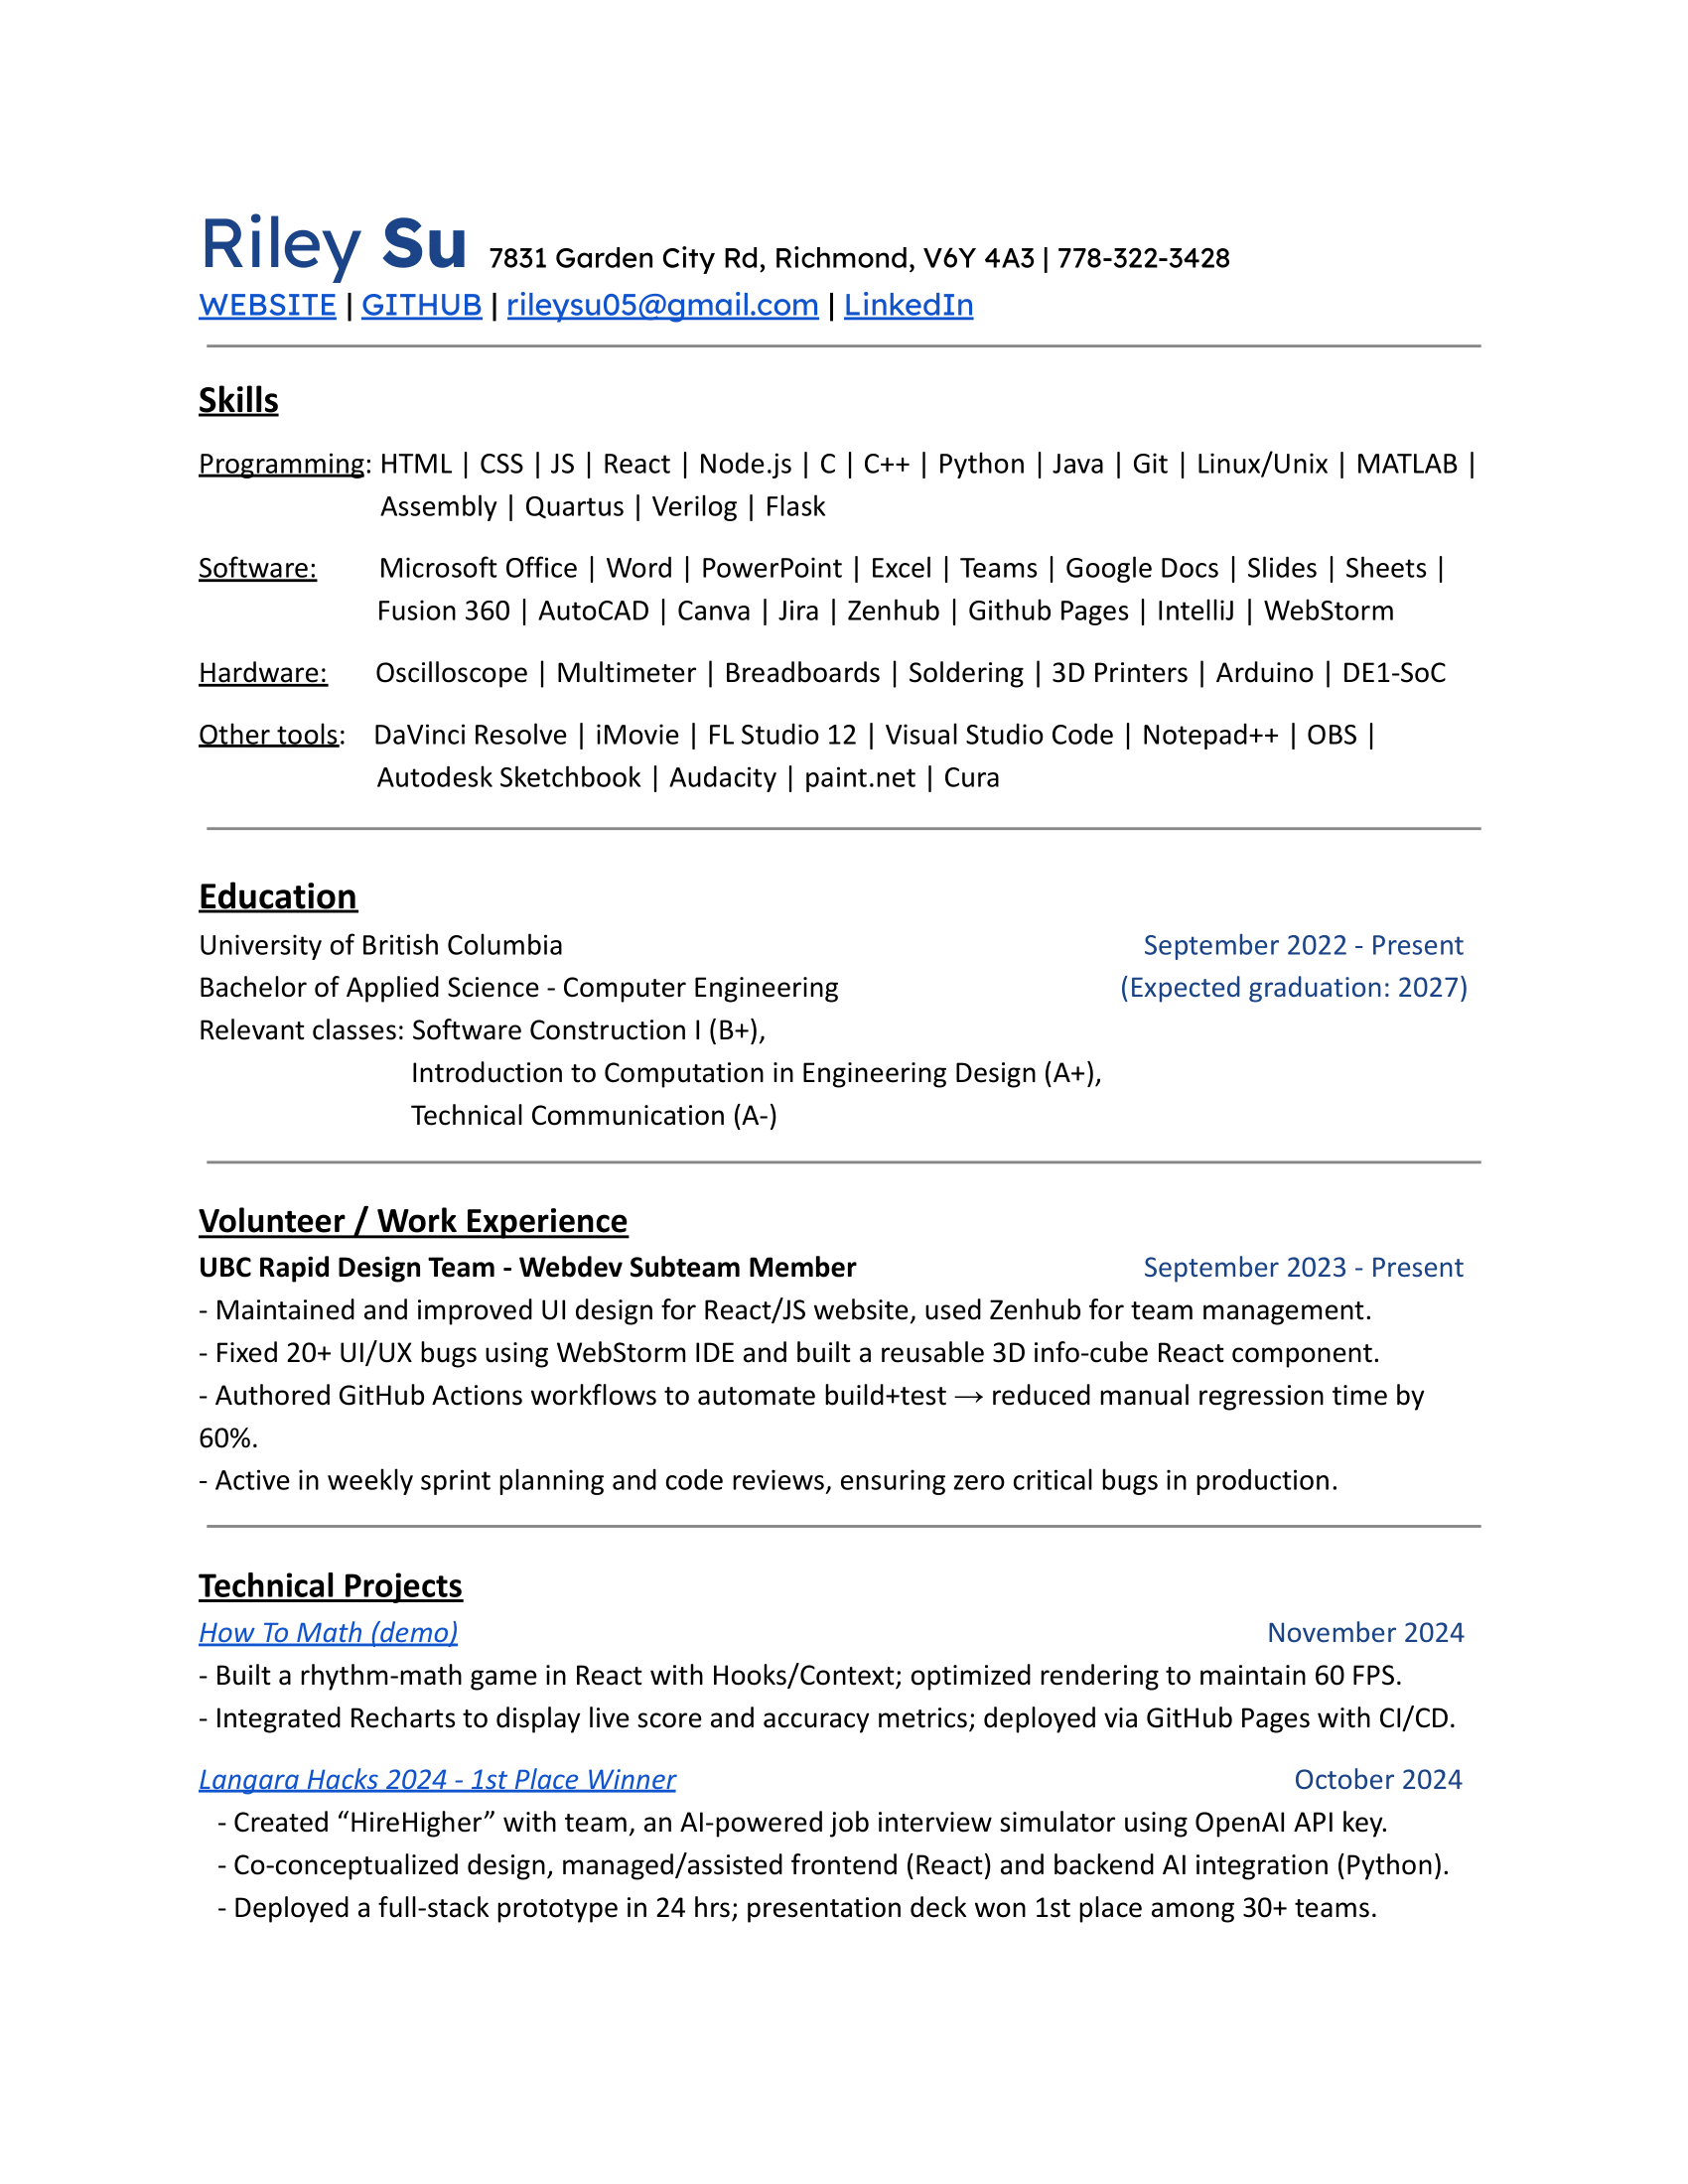 Riley Su 7831 Garden City Rd, Richmond, V6Y 4A3 | 778-322-3428
WEBSITE | GITHUB | rileysu05@gmail.com | LinkedIn
Skills
Programming: HTML | CSS | JS | React | Node.js | C | C++ | Python | Java | Git | Linux/Unix | MATLAB |
Assembly | Quartus | Verilog | Flask
Software: Microsoft Office | Word | PowerPoint | Excel | Teams | Google Docs | Slides | Sheets |
Fusion 360 | AutoCAD | Canva | Jira | Zenhub | Github Pages | IntelliJ | WebStorm
Hardware: Oscilloscope | Multimeter | Breadboards | Soldering | 3D Printers | Arduino | DE1-SoC
Other tools: DaVinci Resolve | iMovie | FL Studio 12 | Visual Studio Code | Notepad++ | OBS |
Autodesk Sketchbook | Audacity | paint.net | Cura
Education
University of British Columbia September 2022 - Present
Bachelor of Applied Science - Computer Engineering (Expected graduation: 2027)
Relevant classes: Software Construction I (B+),
Introduction to Computation in Engineering Design (A+),
Technical Communication (A-)
Volunteer / Work Experience
UBC Rapid Design Team - Webdev Subteam Member September 2023 - Present
- Maintained and improved UI design for React/JS website, used Zenhub for team management.
- Fixed 20+ UI/UX bugs using WebStorm IDE and built a reusable 3D info-cube React component.
- Authored GitHub Actions workflows to automate build+test → reduced manual regression time by
60%.
- Active in weekly sprint planning and code reviews, ensuring zero critical bugs in production.
Technical Projects
How To Math (demo) November 2024
- Built a rhythm-math game in React with Hooks/Context; optimized rendering to maintain 60 FPS.
- Integrated Recharts to display live score and accuracy metrics; deployed via GitHub Pages with CI/CD.
Langara Hacks 2024 - 1st Place Winner October 2024
- Created “HireHigher” with team, an AI-powered job interview simulator using OpenAI API key.
- Co-conceptualized design, managed/assisted frontend (React) and backend AI integration (Python).
- Deployed a full-stack prototype in 24 hrs; presentation deck won 1st place among 30+ teams.